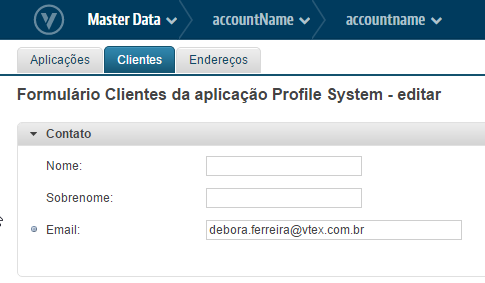 Master Data accountName accountname
Aplicações Clientes Endereços
Formulário Clientes da aplicação Profile System - editar
Contato
Nome:
Sobrenome:
Email: debora.ferreira@vtex.com.br